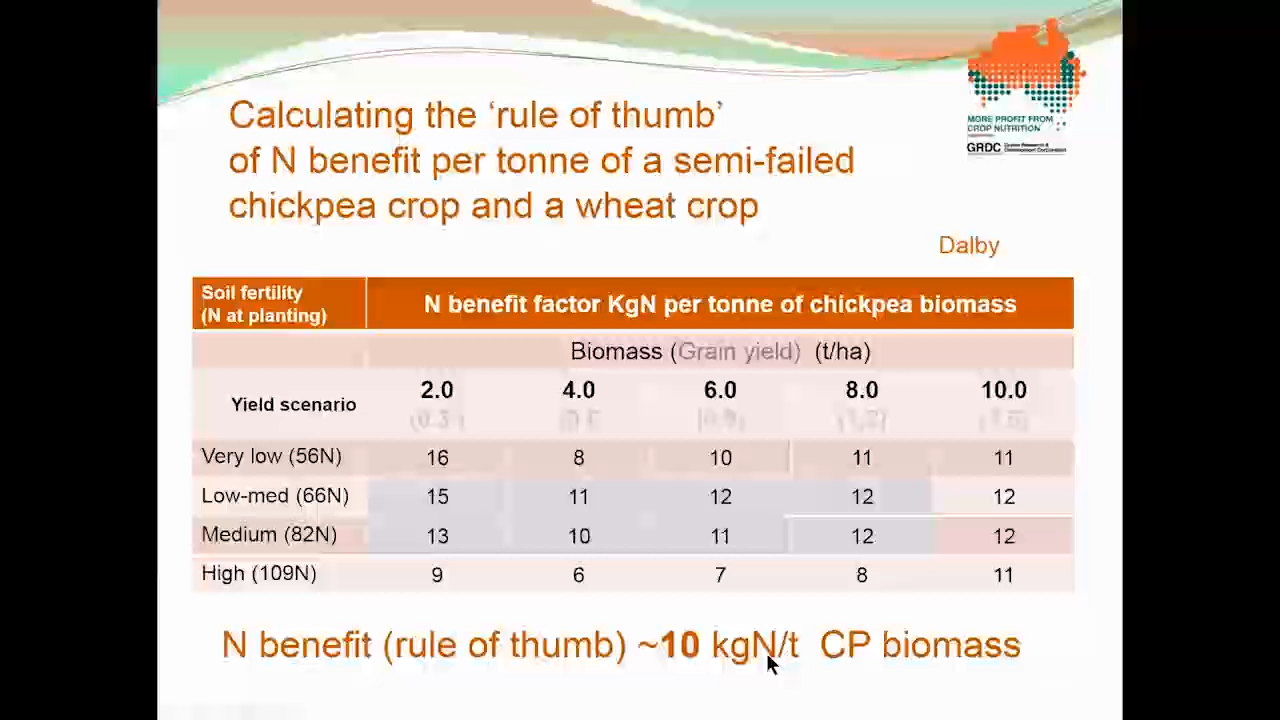 MORE PROFIT FROM
CROP NUTRITION
GRDC Grains Research &
Development Corporation
Calculating the ‘rule of thumb’
of N benefit per tonne of a semi-failed
chickpea crop and a wheat crop
Dalby
Soil fertility
(N at planting)
N benefit factor KgN per tonne of chickpea biomass
Biomass (Grain yield) (t/ha)
Yield scenario 2.0 4.0 6.0 8.0 10.0
Very low (56N) 16 8 10 11 11
Low-med (66N) 15 11 12 12 12
Medium (82N) 13 10 11 12 12
High (109N) 9 6 7 8 11
N benefit (rule of thumb) ~10 kgN/t CP biomass